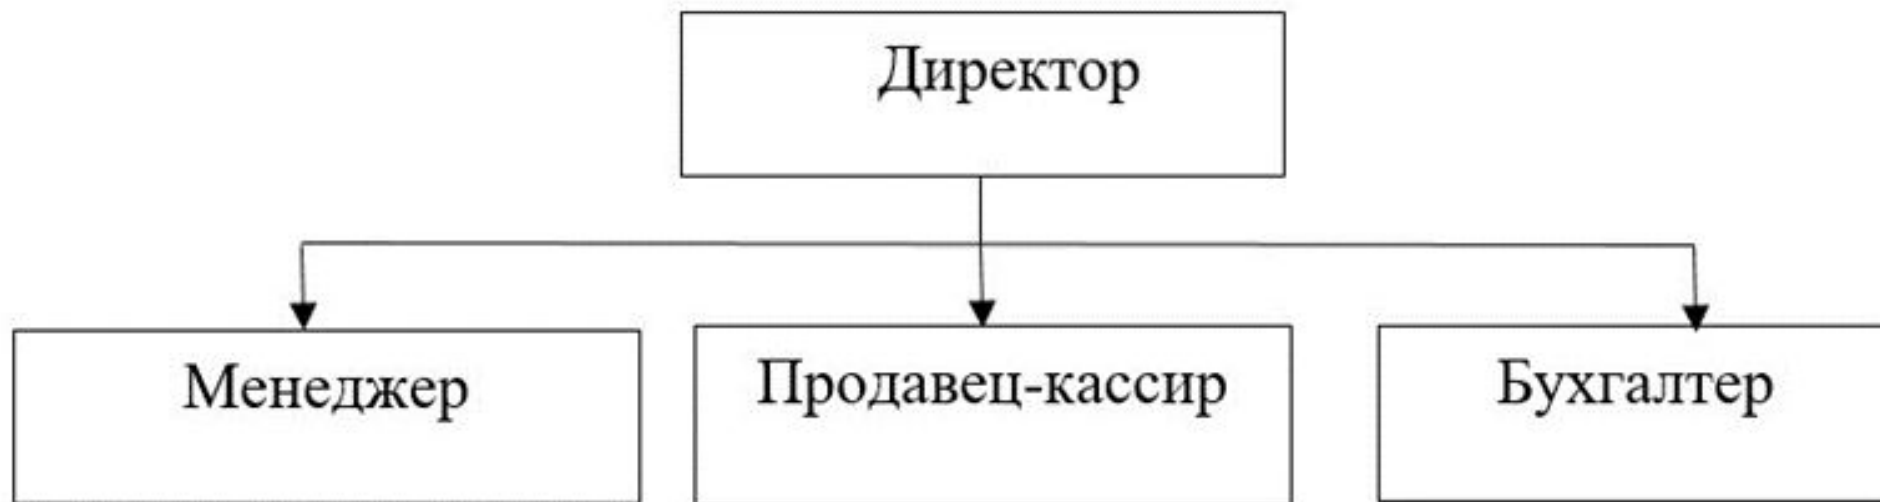 Директор
Менеджер
Продавец-кассир
Бухгалтер